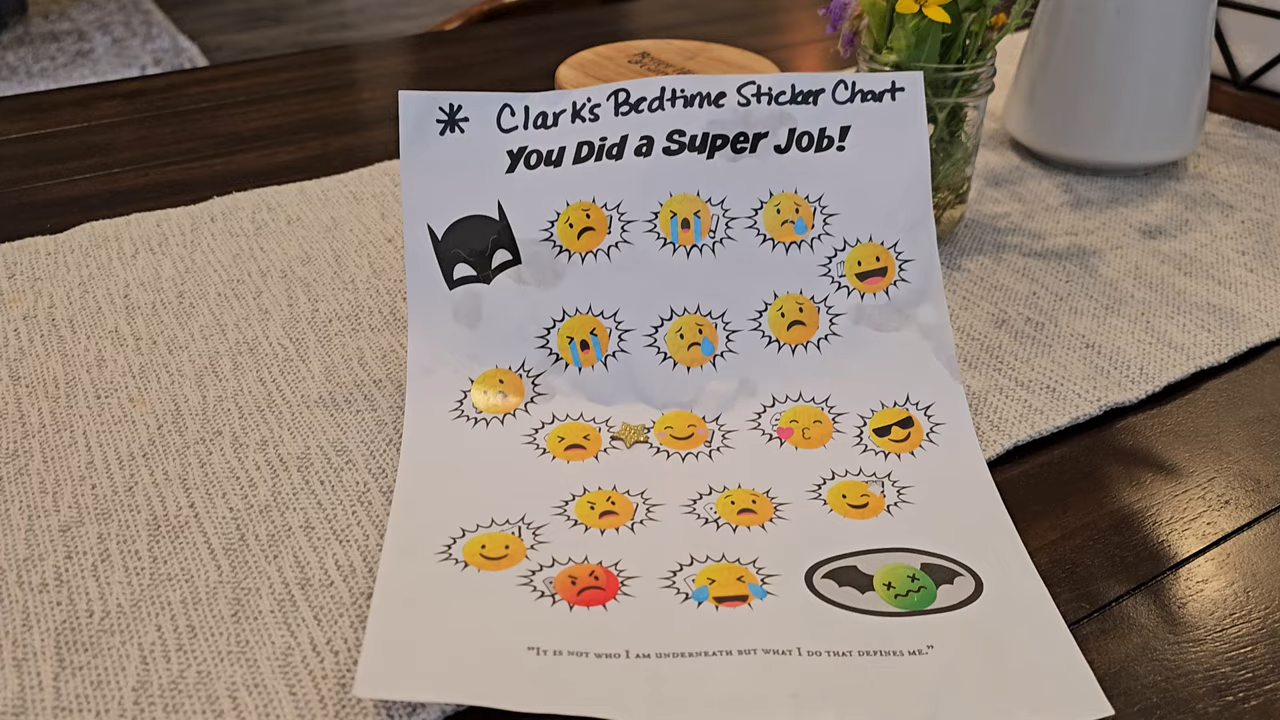 * Clark's Bedtime Sticker Chart
You Did a Super Job!
"It is not who I am underneath but what I do that defines me."